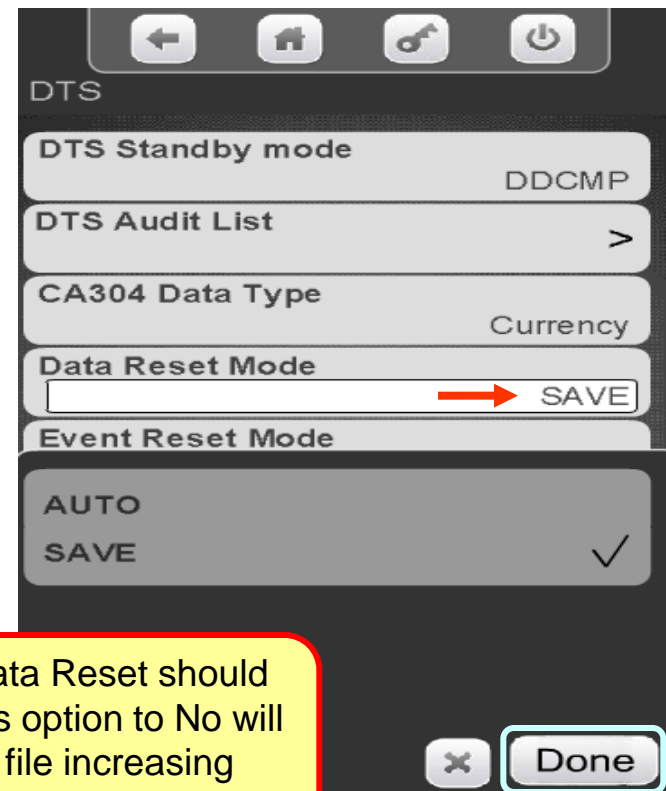 DTS
DTS Standby mode
DDCMP
DTS Audit List
>
CA304 Data Type
Currency
Data Reset Mode
SAVE
Event Reset Mode
AUTO
SAVE
ata Reset should
s option to No will
file increasing
Done